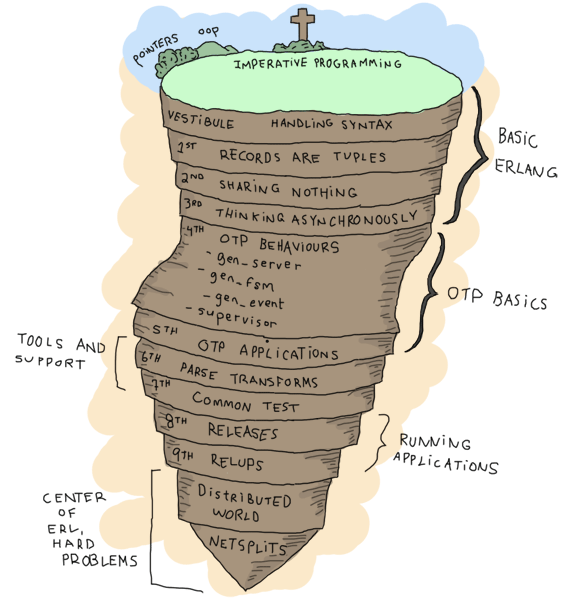 POINTERS
OOP
IMPERATIVE PROGRAMMING
VESTIBULE HANDLING SYNTAX
1ST RECORDS ARE TUPLES
2ND SHARING NOTHING
3RD THINKING ASYNCHRONOUSLY
BASIC
ERLANG
4TH OTP BEHAVIOURS
- gen_server
- gen_fsm
- gen_event
- supervisor
OTP BASICS
5TH OTP APPLICATIONS
TOOLS AND
SUPPORT
6TH PARSE TRANSFORMS
7TH COMMON TEST
8TH RELEASES
9TH RELUPS
RUNNING
APPLICATIONS
CENTER
OF
ERL,
HARD
PROBLEMS
DISTRIBUTED
WORLD
NETSPLITS